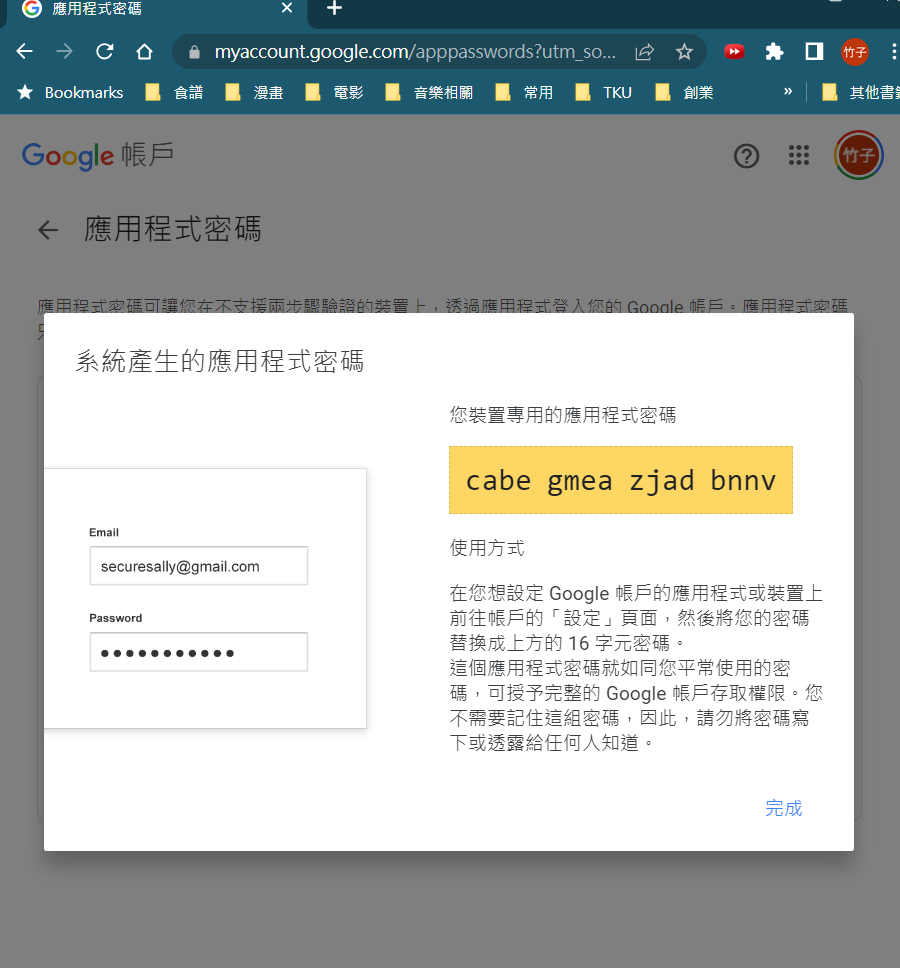 應用程式密碼
myaccount.google.com/apppasswords?utm_so...
竹子
Bookmarks 食譜 漫畫 電影 音樂相關 常用 TKU 創業 » 其他書籤
Google 帳戶
竹子
應用程式密碼
應用程式密碼可讓您在不支援兩步驟驗證的裝置上，透過應用程式登入您的 Google 帳戶。應用程式密碼
系統產生的應用程式密碼
Email
securesally@gmail.com
Password
您裝置專用的應用程式密碼
cabe gmea zjad bnnv
使用方式
在您想設定 Google 帳戶的應用程式或裝置上
前往帳戶的「設定」頁面，然後將您的密碼
替換成上方的 16 字元密碼。
這個應用程式密碼就如同您平常使用的密
碼，可授予完整的 Google 帳戶存取權限。您
不需要記住這組密碼，因此，請勿將密碼寫
下或透露給任何人知道。
完成